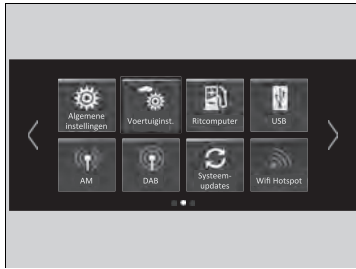 Algemene
instellingen
Voertuiginst.
Ritcomputer
USB
AM
DAB
Systeem-
updates
Wifi Hotspot